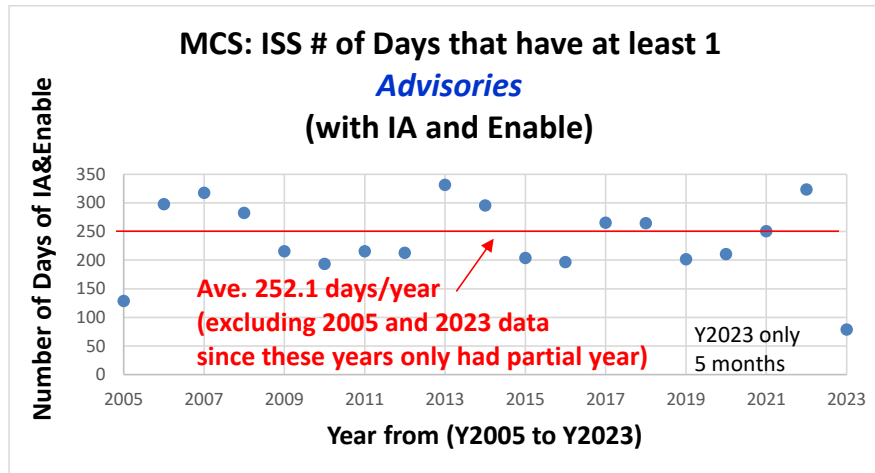 MCS: ISS # of Days that have at least 1
Advisories
(with IA and Enable)
Number of Days of IA&Enable
350
300
250
200
150
100
50
0
Ave. 252.1 days/year
(excluding 2005 and 2023 data
since these years only had partial year)
Y2023 only
5 months
2005 2007 2009 2011 2013 2015 2017 2019 2021 2023
Year from (Y2005 to Y2023)